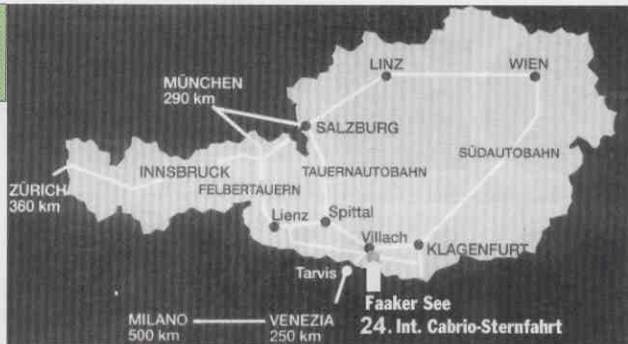 LINZ
WIEN
MÜNCHEN
290 km
SALZBURG
SÜDAUTOBAHN
INNSBRUCK
TAUERNAUTOBAHN
ZÜRICH
360 km
FELBERTAUERN
Lienz
Spittal
Villach
KLAGENFURT
Tarvis
Faaker See
24. Int. Cabrio-Sternfahrt
MILANO
500 km
VENEZIA
250 km